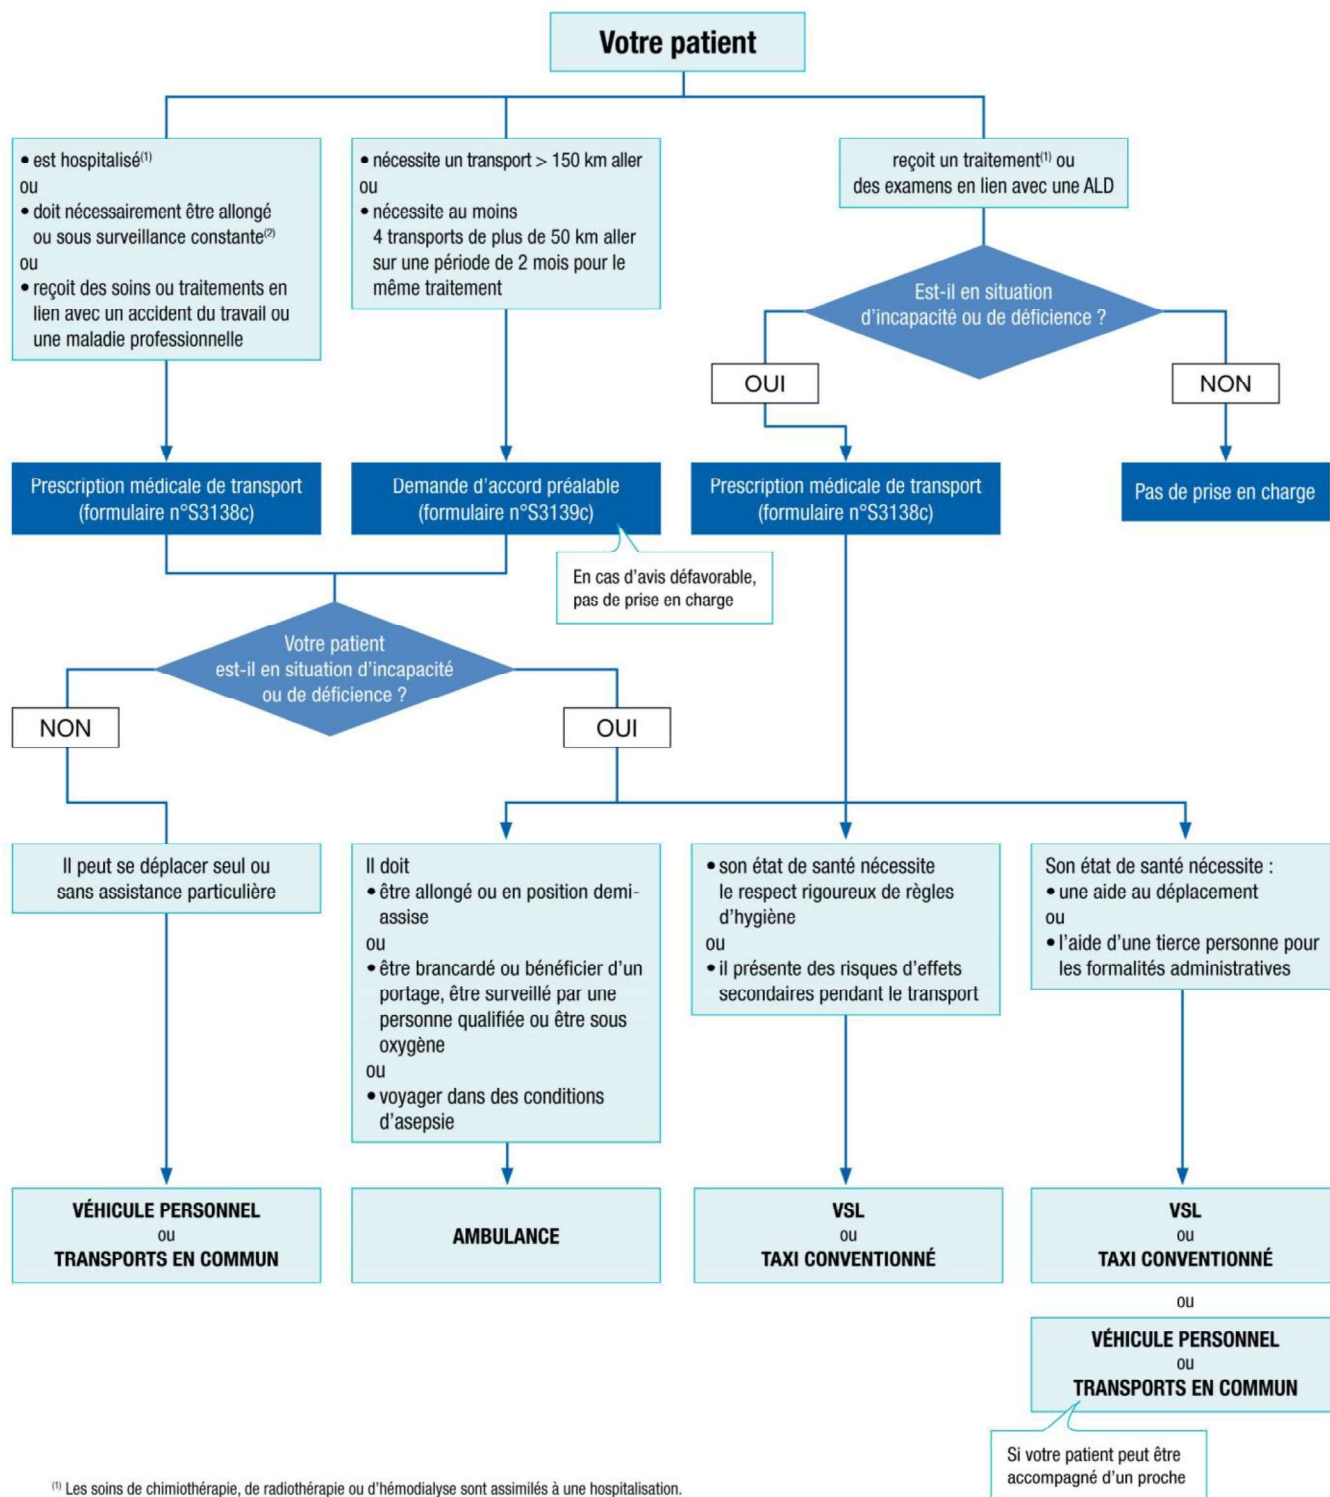 Votre patient
• est hospitalisé(1)
ou
• doit nécessairement être allongé
ou sous surveillance constante(2)
ou
• reçoit des soins ou traitements en
lien avec un accident du travail ou
une maladie professionnelle
• nécessite un transport > 150 km aller
ou
• nécessite au moins
4 transports de plus de 50 km aller
sur une période de 2 mois pour le
même traitement
reçoit un traitement(1) ou
des examens en lien avec une ALD
Est-il en situation
d'incapacité ou de déficience ?
OUI
NON
Prescription médicale de transport
(formulaire n°S3138c)
Demande d'accord préalable
(formulaire n°S3139c)
Prescription médicale de transport
(formulaire n°S3138c)
Pas de prise en charge
En cas d'avis défavorable,
pas de prise en charge
Votre patient
est-il en situation d'incapacité
ou de déficience ?
NON
OUI
Il peut se déplacer seul ou
sans assistance particulière
Il doit
• être allongé ou en position demi-
assise
ou
• être brancardé ou bénéficier d'un
portage, être surveillé par une
personne qualifiée ou être sous
oxygène
ou
• voyager dans des conditions
d'asepsie
• son état de santé nécessite
le respect rigoureux de règles
d'hygiène
ou
• il présente des risques d'effets
secondaires pendant le transport
Son état de santé nécessite :
• une aide au déplacement
ou
• l'aide d'une tierce personne pour
les formalités administratives
VÉHICULE PERSONNEL
ou
TRANSPORTS EN COMMUN
AMBULANCE
VSL
ou
TAXI CONVENTIONNÉ
VSL
ou
TAXI CONVENTIONNÉ
ou
VÉHICULE PERSONNEL
ou
TRANSPORTS EN COMMUN
Si votre patient peut être
accompagné d'un proche
(1) Les soins de chimiothérapie, de radiothérapie ou d'hémodialyse sont assimilés à une hospitalisation.